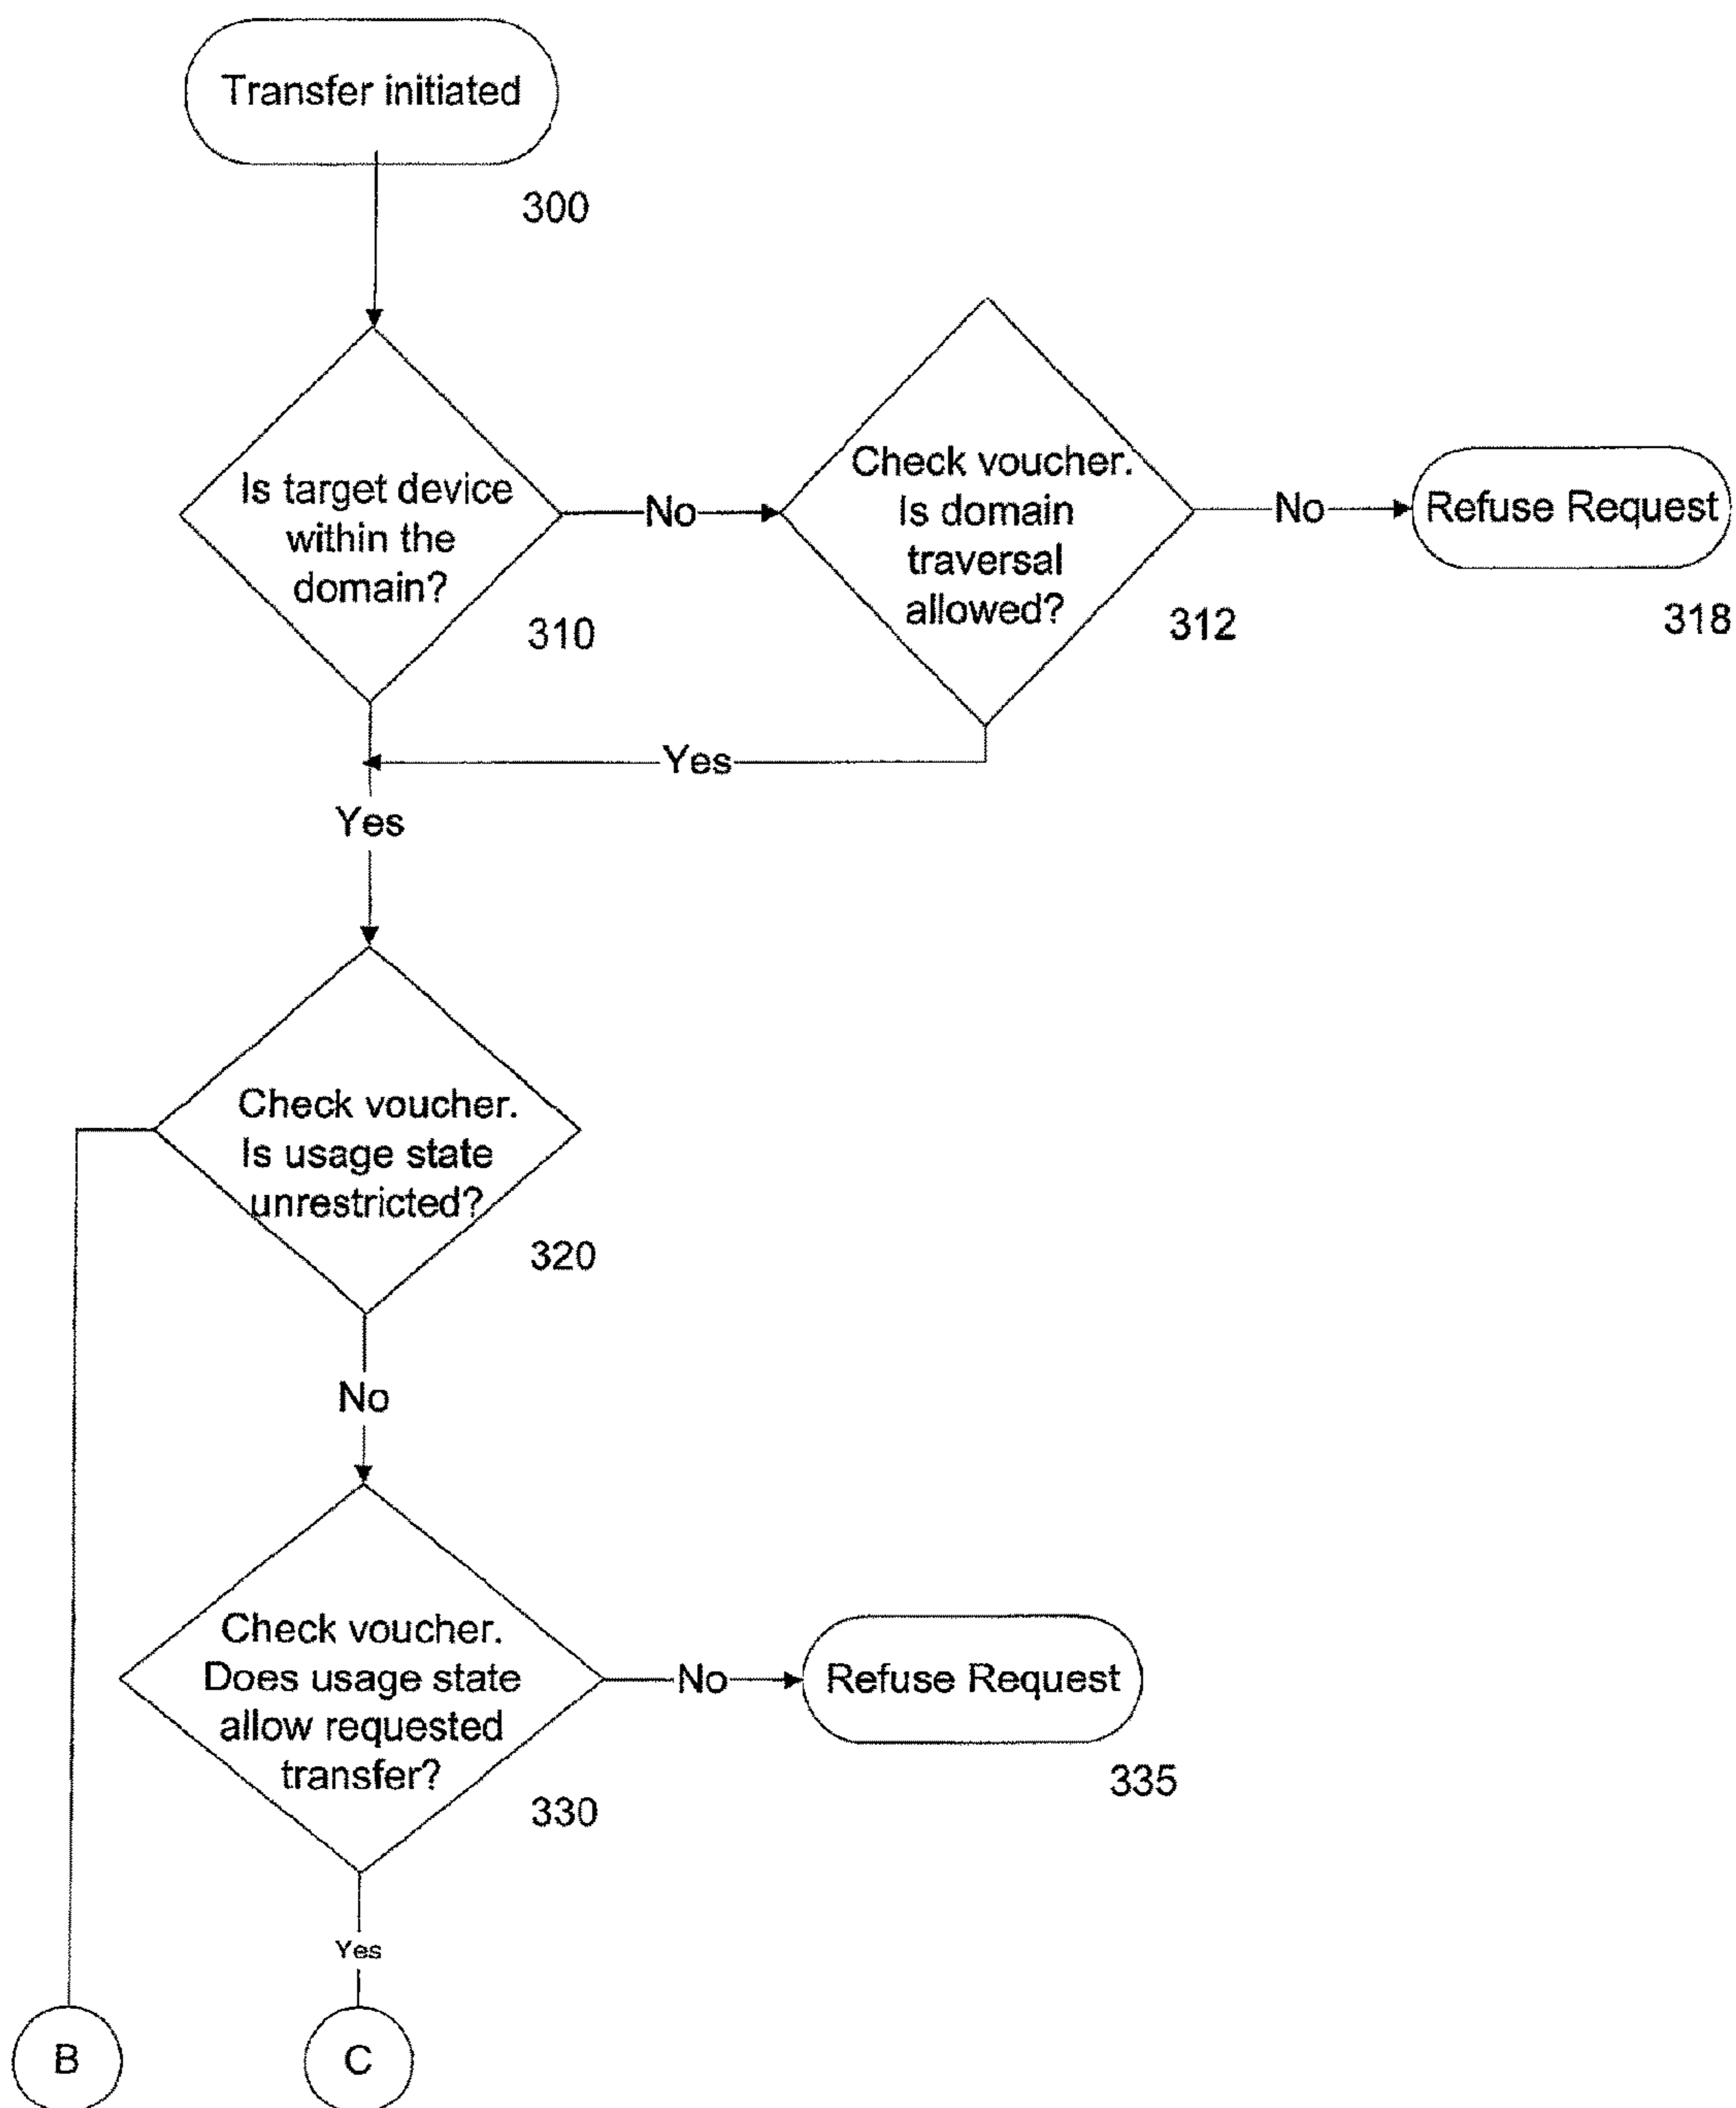 Transfer initiated
300
Is target device
within the
domain?
310
No
Check voucher.
Is domain
traversal
allowed?
312
No
Refuse Request
318
Yes
Yes
Check voucher.
Is usage state
unrestricted?
320
No
Check voucher.
Does usage state
allow requested
transfer?
330
No
Refuse Request
335
Yes
B
C